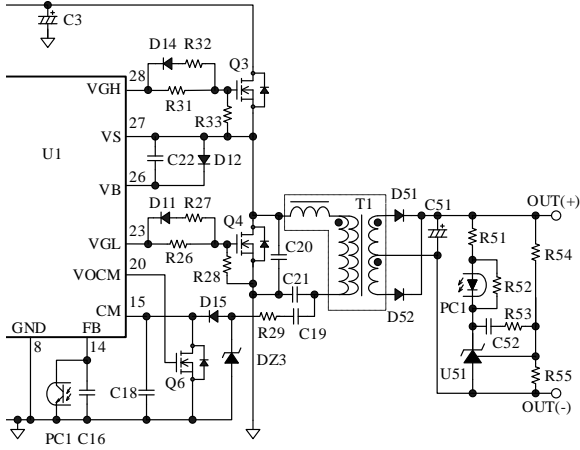 C3
D14 R32
Q3
28
VGH
R31
R33
27
VS
U1
C22 D12
26
VB
D51
C51
OUT(+)
T1
D11 R27
Q4
23
VGL
R26
R28
C20
R51
R54
20
VOCM
C21
PC1
R52
15
CM
D15
R29
C19
D52
R53
C52
GND
FB
8
14
Q6
DZ3
U51
R55
C18
PC1 C16
OUT(-)